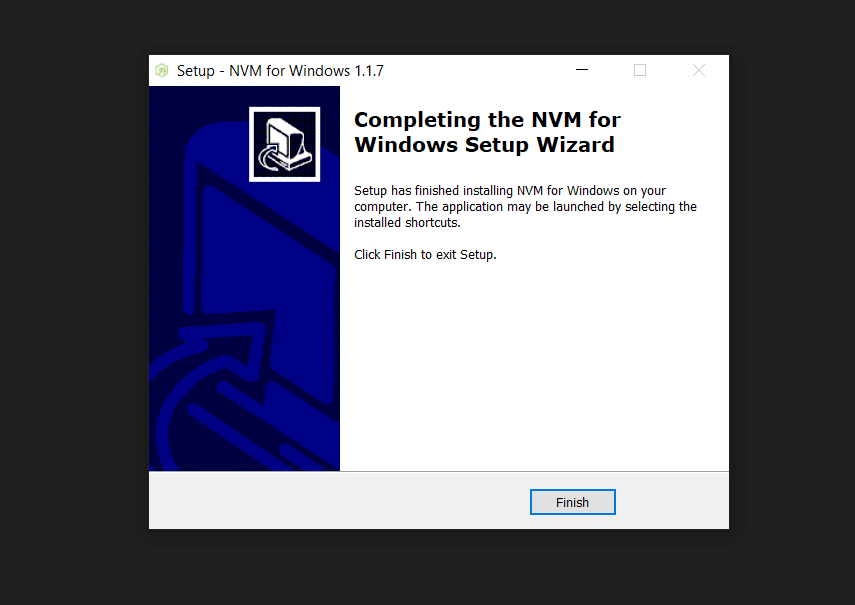 Setup - NVM for Windows 1.1.7
Completing the NVM for
Windows Setup Wizard
Setup has finished installing NVM for Windows on your
computer. The application may be launched by selecting the
installed shortcuts.
Click Finish to exit Setup.
Finish